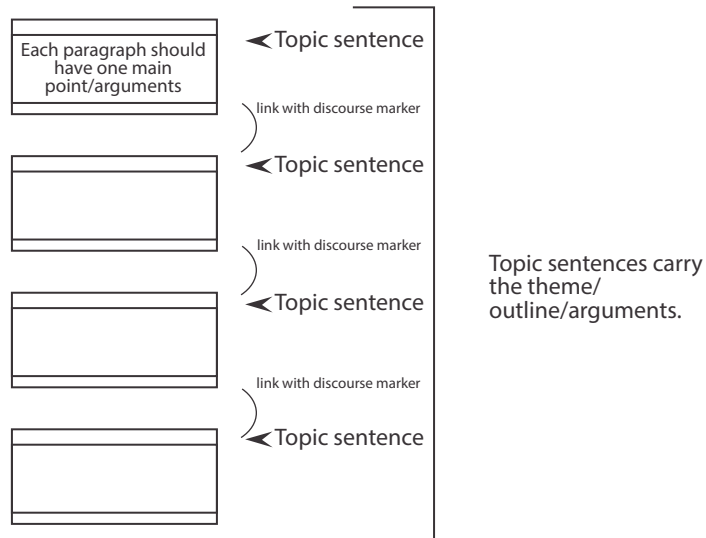 Topic sentence
Each paragraph should
have one main
point/arguments
link with discourse marker
Topic sentence
link with discourse marker
Topic sentences carry
the theme/
outline/arguments.
Topic sentence
link with discourse marker
Topic sentence